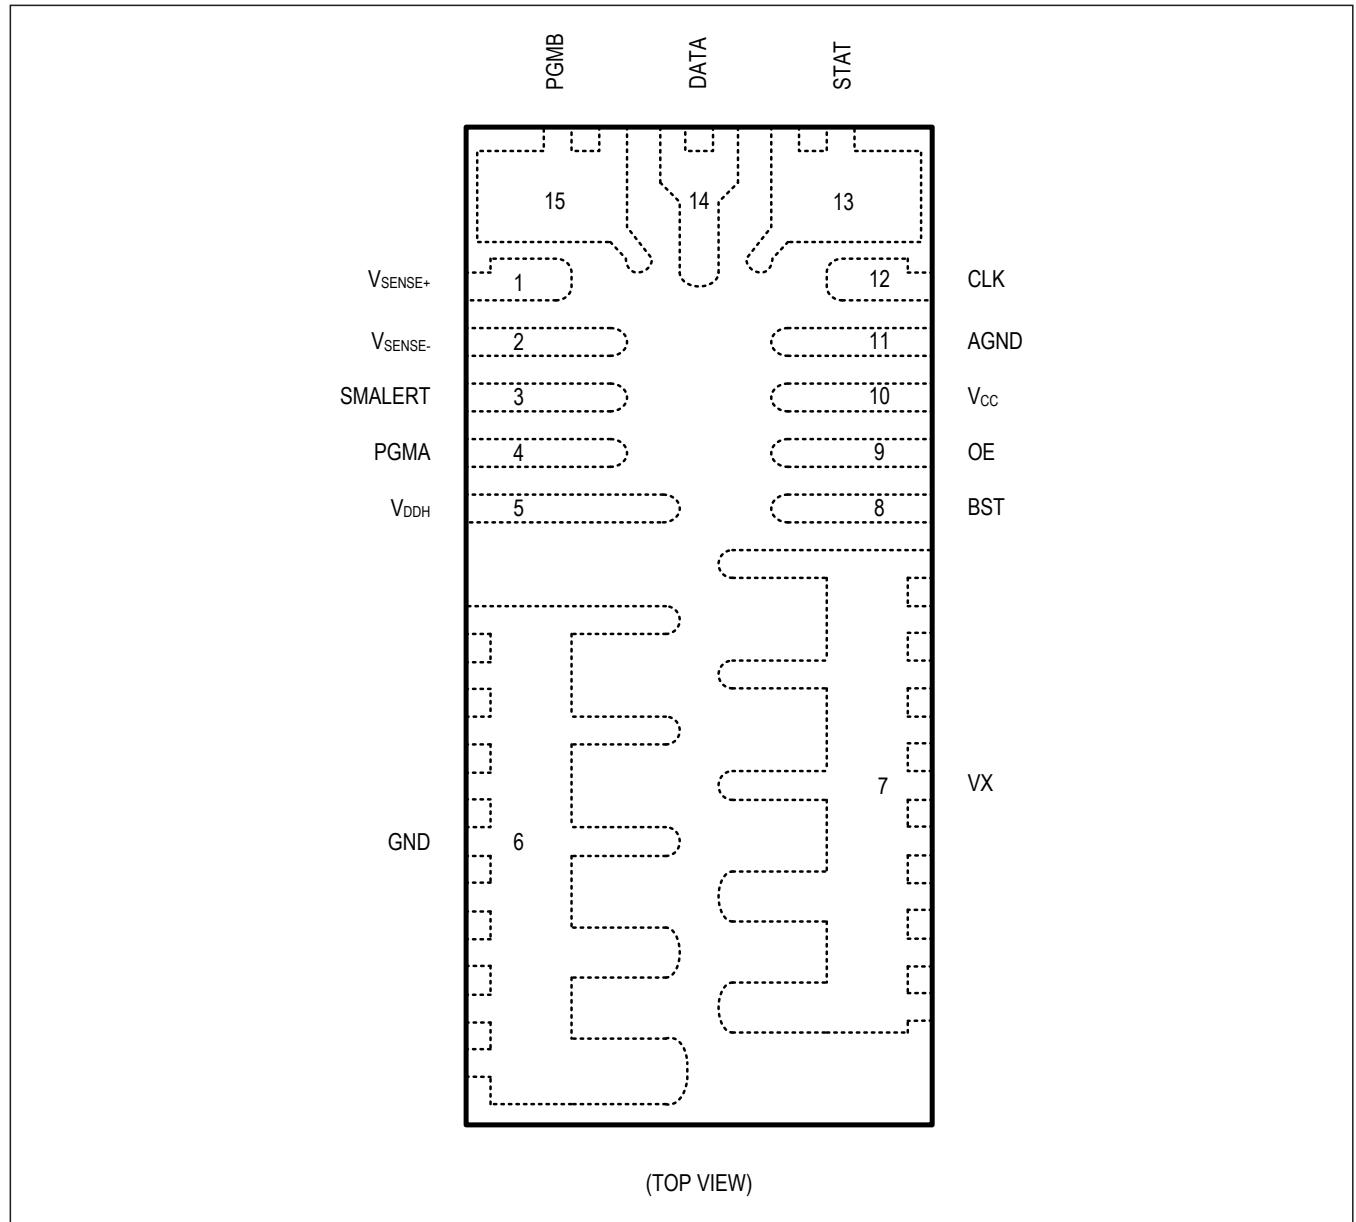 PGMB DATA STAT
15 14 13
VSENSE+ 1 12 CLK
VSENSE- 2 11 AGND
SMALERT 3 10 VCC
PGMA 4 9 OE
VDDH 5 8 BST
7 VX
GND 6
(TOP VIEW)